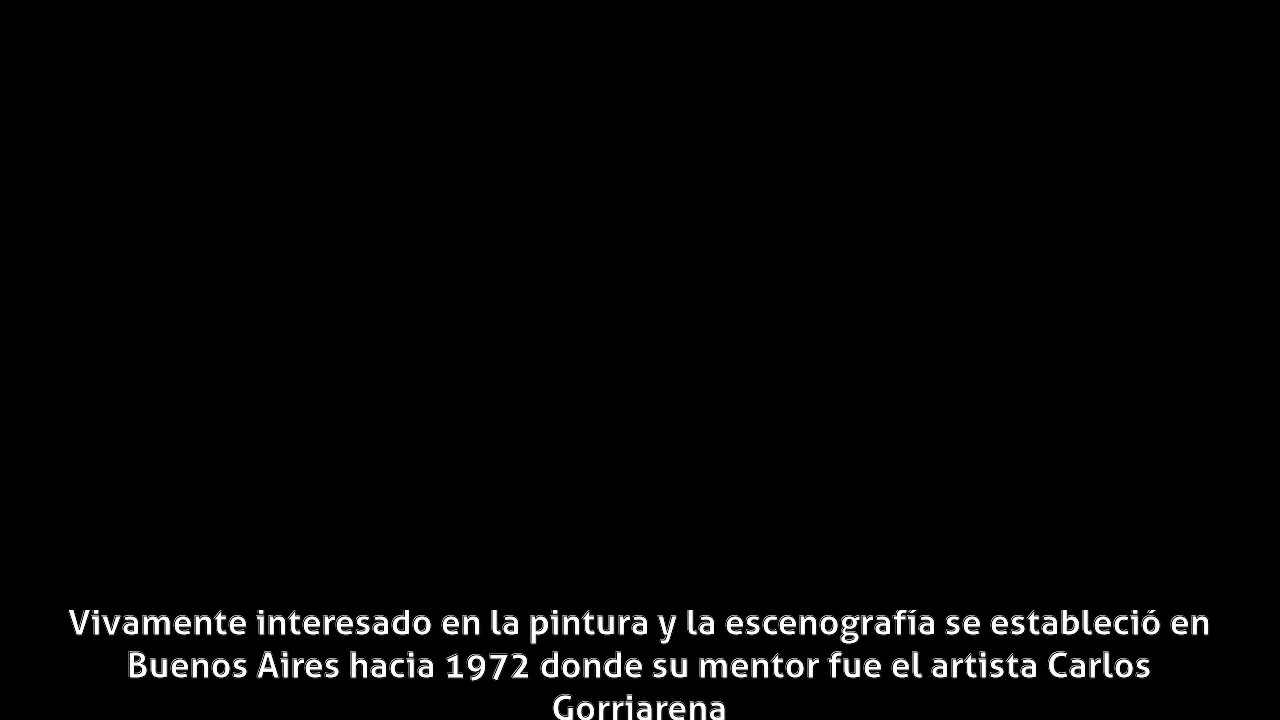 Vivamente interesado en la pintura y la escenografía se estableció en
Buenos Aires hacia 1972 donde su mentor fue el artista Carlos
Gorriarena